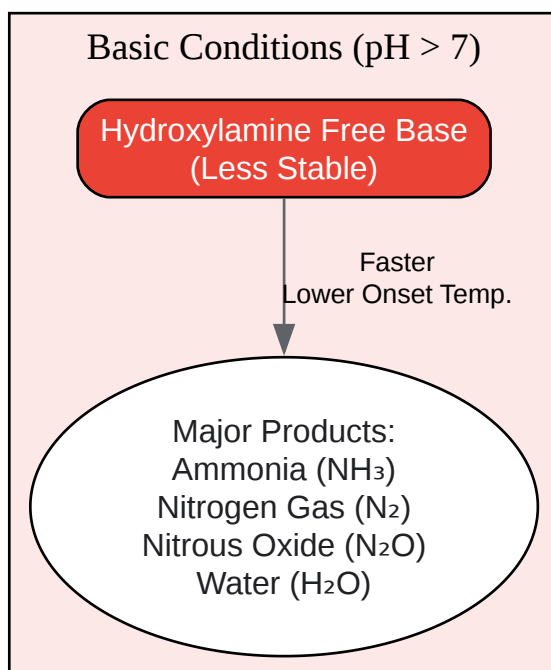 Basic Conditions (pH > 7)
Hydroxylamine Free Base
(Less Stable)
Faster
Lower Onset Temp.
Major Products:
Ammonia (NH₃)
Nitrogen Gas (N₂)
Nitrous Oxide (N₂O)
Water (H₂O)